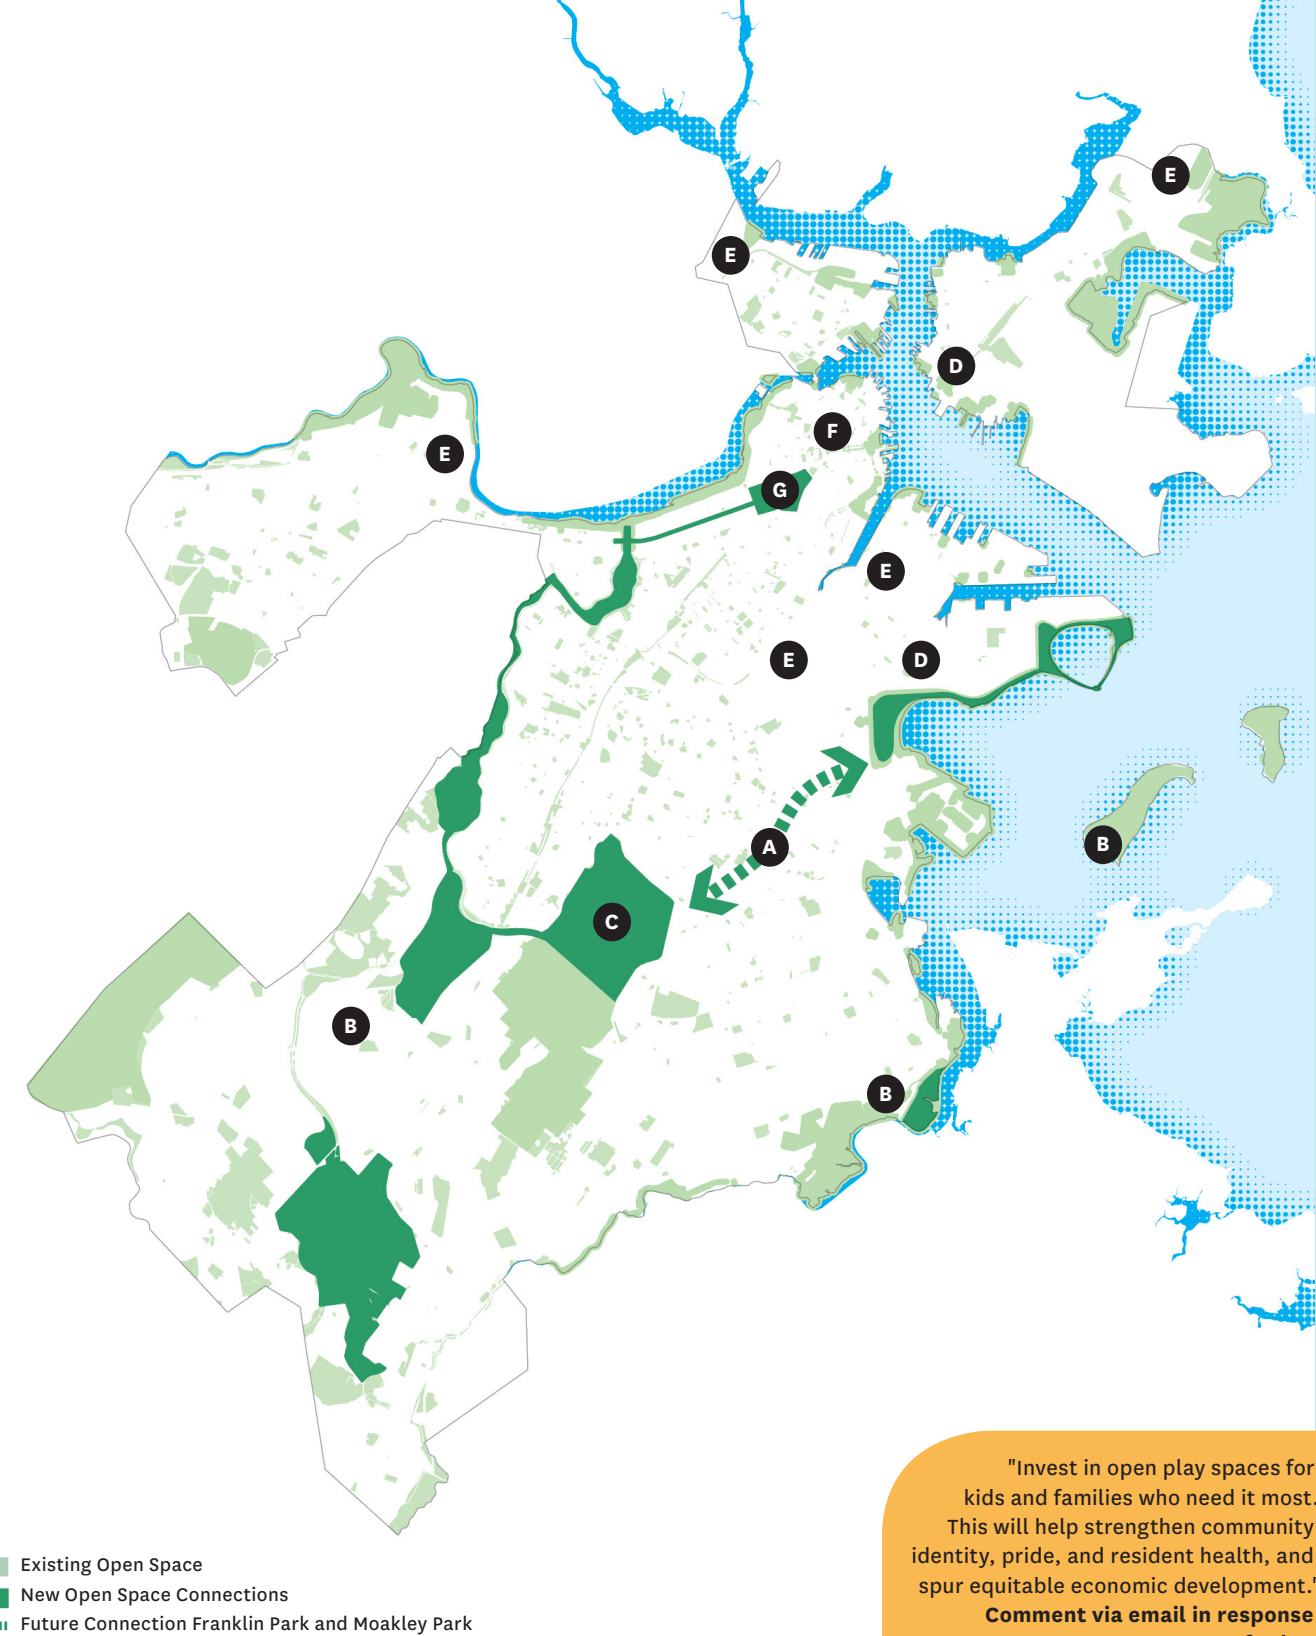 E
E
D
F
E
G
E
E
D
A
B
C
B
B
"Invest in open play spaces for
kids and families who need it most.
This will help strengthen community
identity, pride, and resident health, and
spur equitable economic development."
Comment via email in response
Existing Open Space
New Open Space Connections
Future Connection Franklin Park and Moakley Park